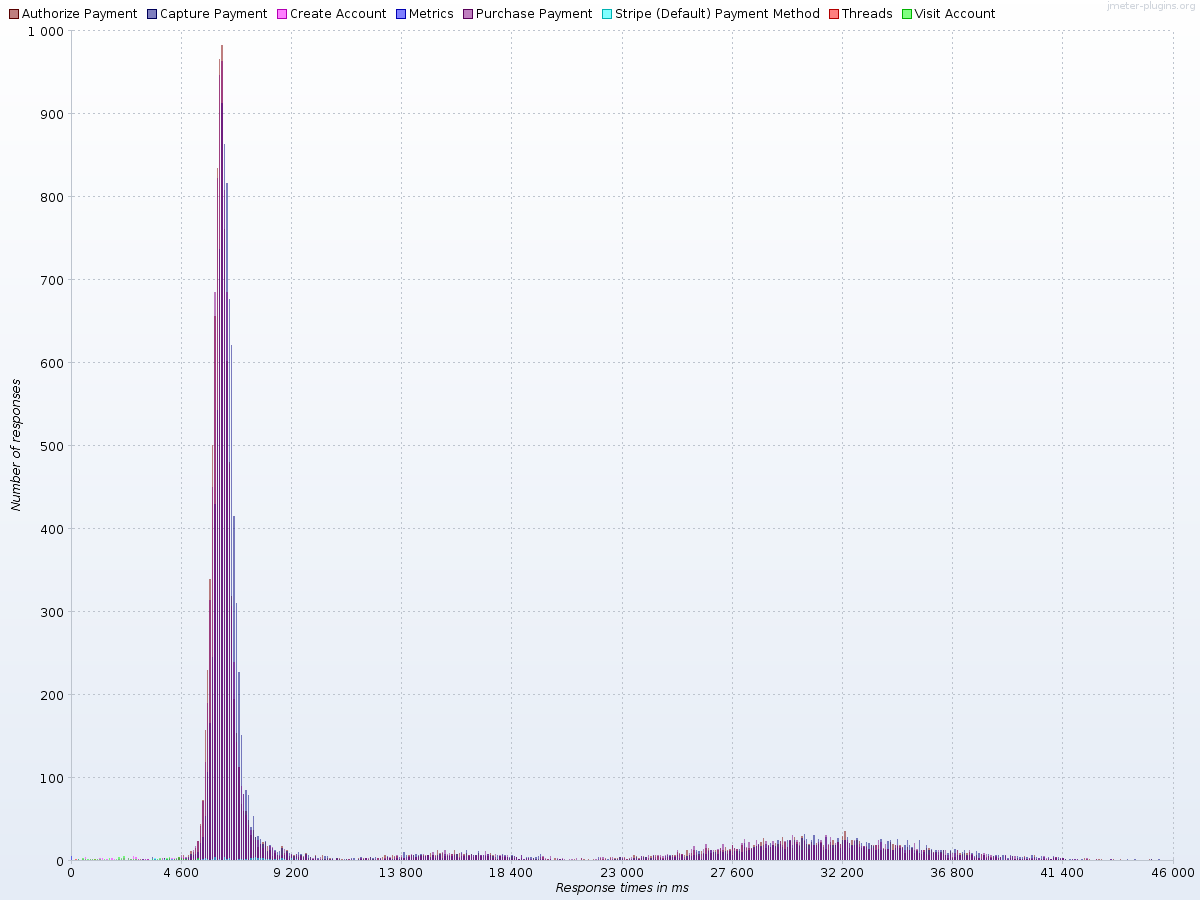 Authorize Payment Capture Payment Create Account Metrics Purchase Payment Stripe (Default) Payment Method Threads Visit Account
jmeter-plugins.org
1 000
900
800
700
600
500
400
300
200
100
0
Number of responses
0 4 600 9 200 13 800 18 400 23 000 27 600 32 200 36 800 41 400 46 000
Response times in ms